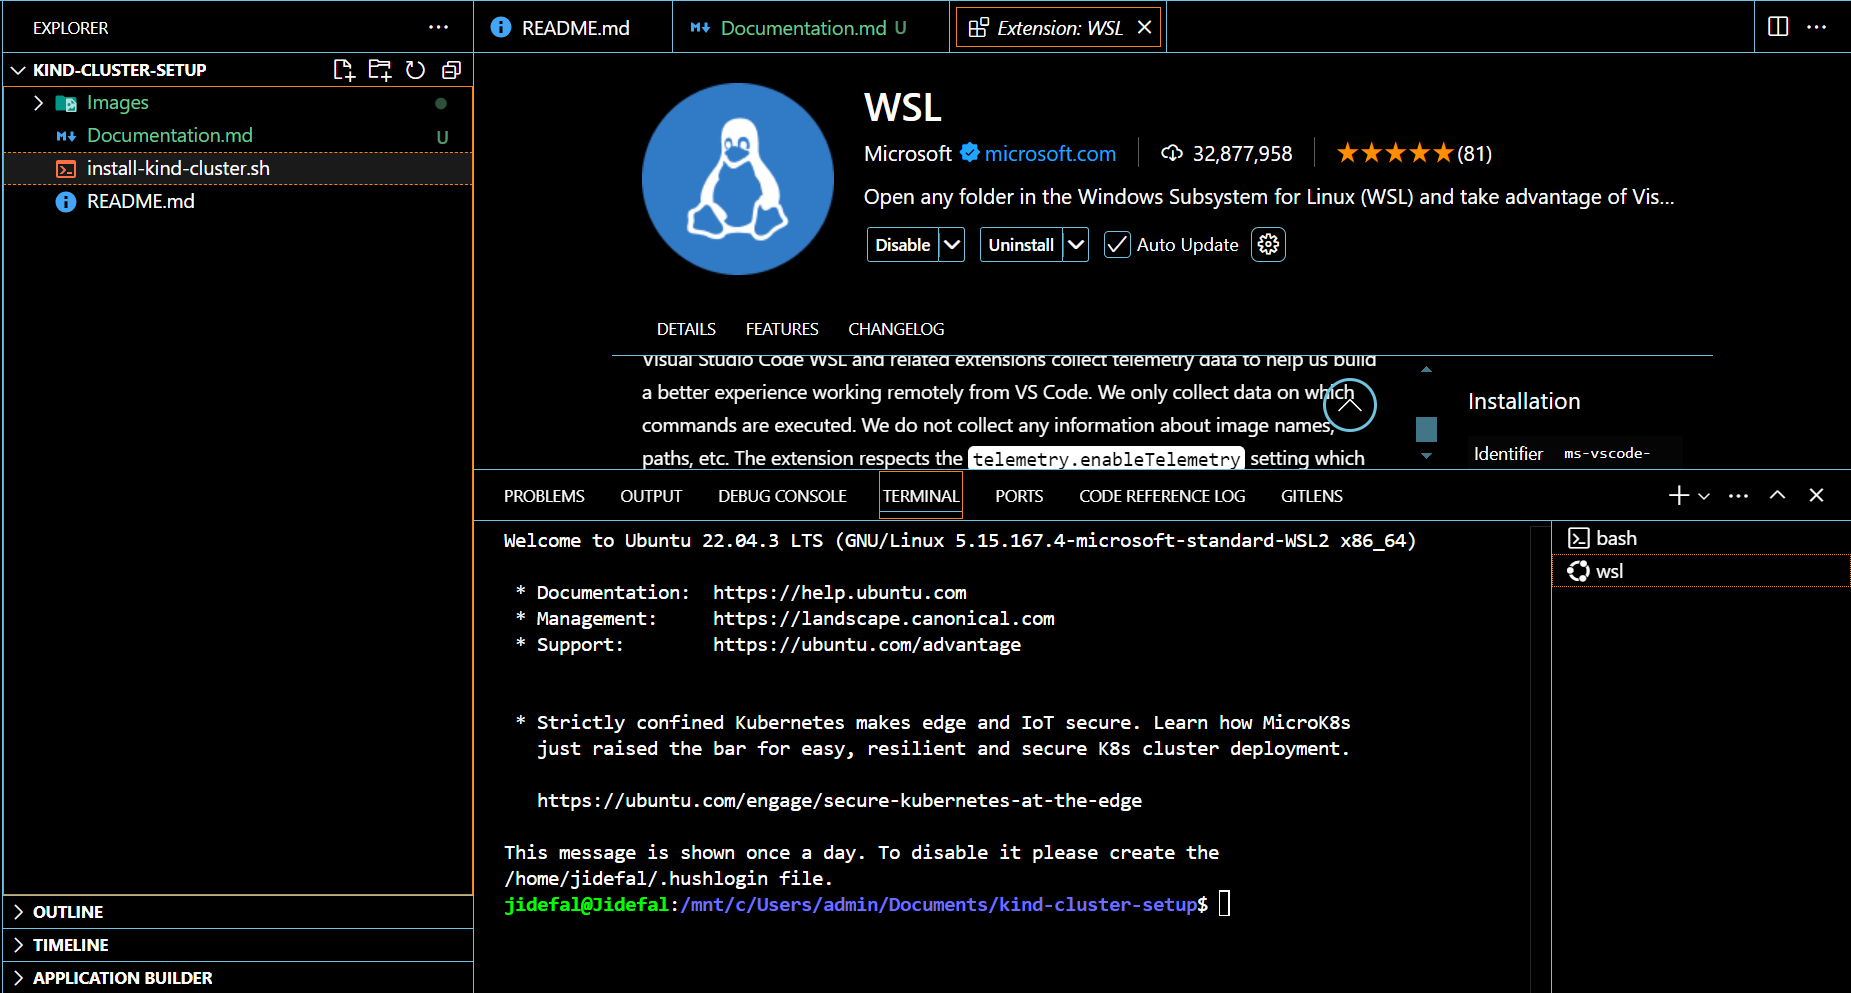 EXPLORER
KIND-CLUSTER-SETUP
Images
Documentation.md U
install-kind-cluster.sh
README.md
OUTLINE
TIMELINE
APPLICATION BUILDER
README.md
Documentation.md U
Extension: WSL
WSL
Microsoft microsoft.com 32,877,958 (81)
Open any folder in the Windows Subsystem for Linux (WSL) and take advantage of Vis...
Disable Uninstall Auto Update
DETAILS FEATURES CHANGELOG
Visual Studio Code WSL and related extensions collect telemetry data to help us build
a better experience working remotely from VS Code. We only collect data on which
commands are executed. We do not collect any information about image names,
paths, etc. The extension respects the telemetry.enableTelemetry setting which
Installation
Identifier ms-vscode-
PROBLEMS OUTPUT DEBUG CONSOLE TERMINAL PORTS CODE REFERENCE LOG GITLENS
Welcome to Ubuntu 22.04.3 LTS (GNU/Linux 5.15.167.4-microsoft-standard-WSL2 x86_64)
* Documentation: https://help.ubuntu.com
* Management: https://landscape.canonical.com
* Support: https://ubuntu.com/advantage
* Strictly confined Kubernetes makes edge and IoT secure. Learn how MicroK8s
just raised the bar for easy, resilient and secure K8s cluster deployment.
https://ubuntu.com/engage/secure-kubernetes-at-the-edge
This message is shown once a day. To disable it please create the
/home/jidefal/.hushlogin file.
jidefal@Jidefal:/mnt/c/Users/admin/Documents/kind-cluster-setup$
bash
wsl